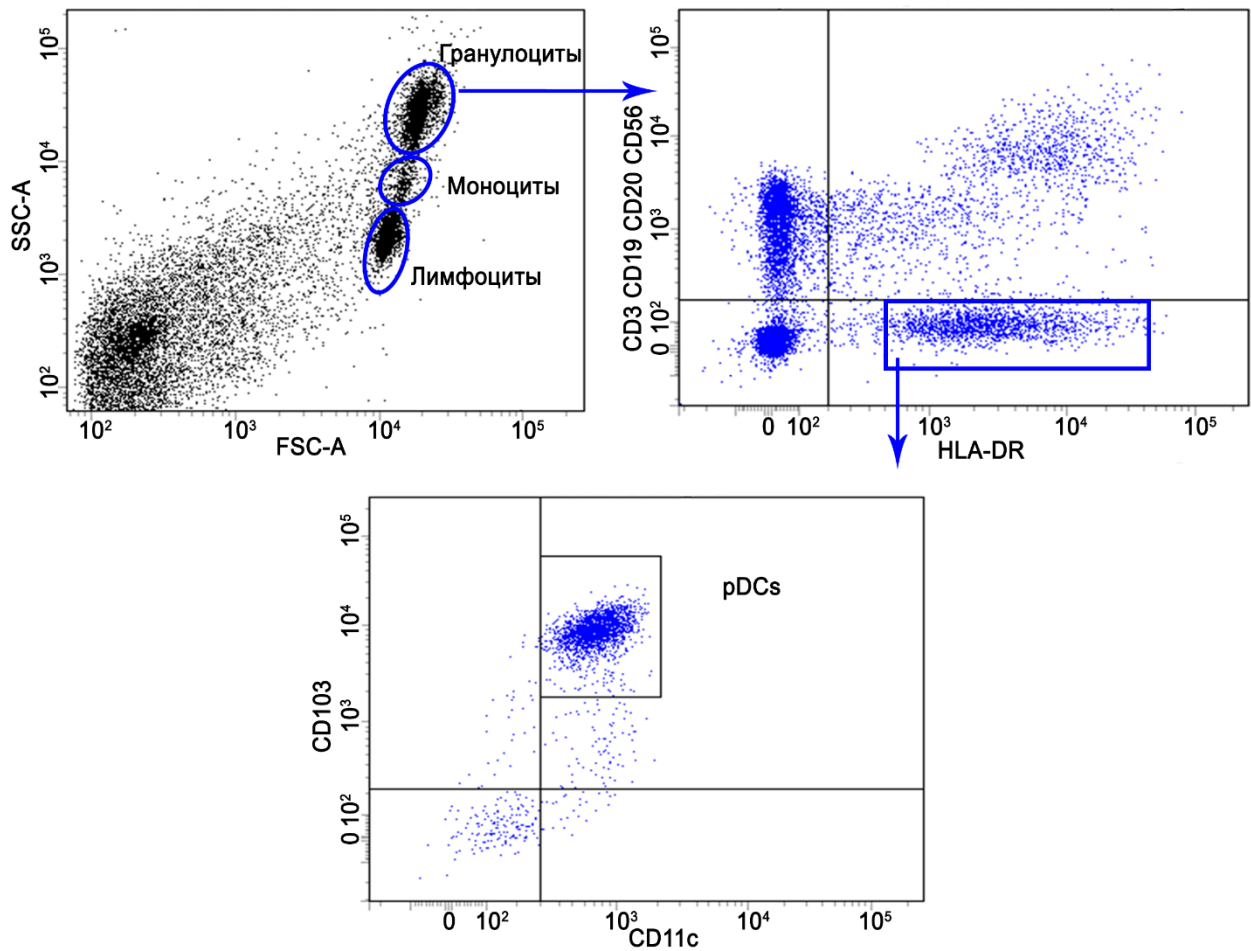 Гранулоциты
Моноциты
Лимфоциты
SSC-A
10⁵
10⁴
10³
10²
10² 10³ 10⁴ 10⁵
FSC-A
CD3 CD19 CD20 CD56
10⁵
10⁴
10³
10²
0
0 10² 10³ 10⁴ 10⁵
HLA-DR
pDCs
CD103
10⁵
10⁴
10³
0 10²
0 10² 10³ 10⁴ 10⁵
CD11c